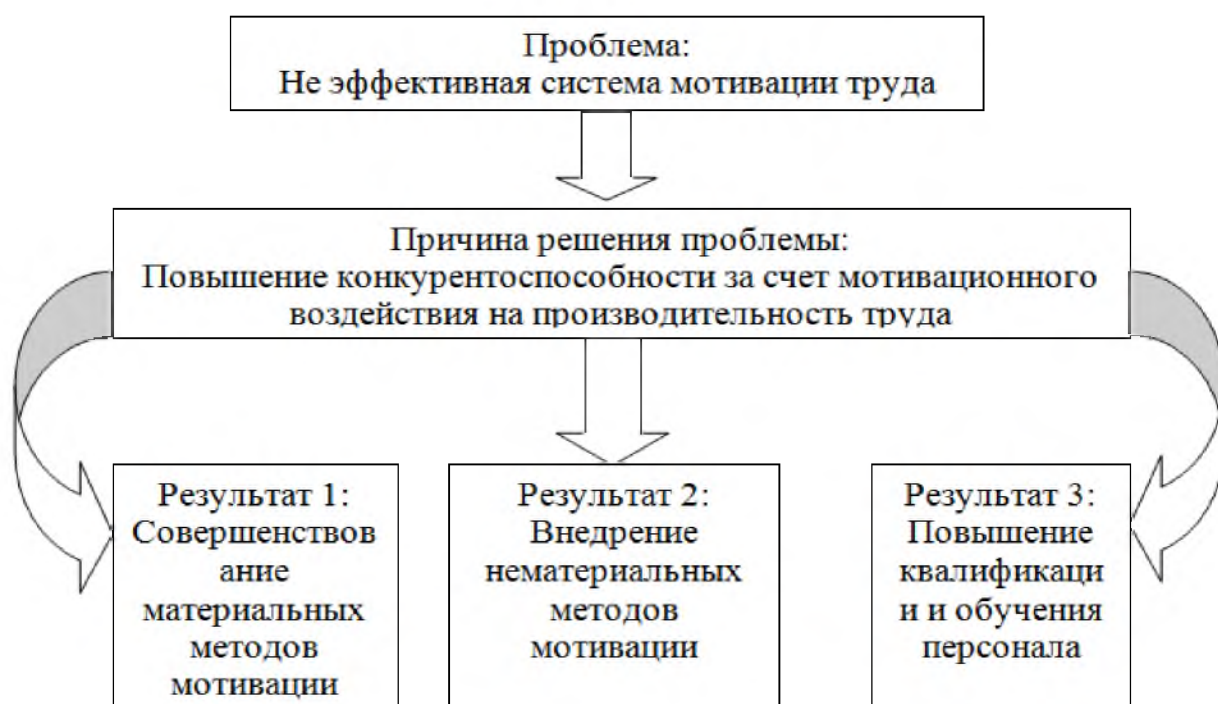 Проблема:
Не эффективная система мотивации труда
Причина решения проблемы:
Повышение конкурентоспособности за счет мотивационного
воздействия на производительность труда
Результат 1:
Совершенствов
ание
материальных
методов
мотивации
Результат 2:
Внедрение
нематериальных
методов
мотивации
Результат 3:
Повышение
квалификаци
и и обучения
персонала